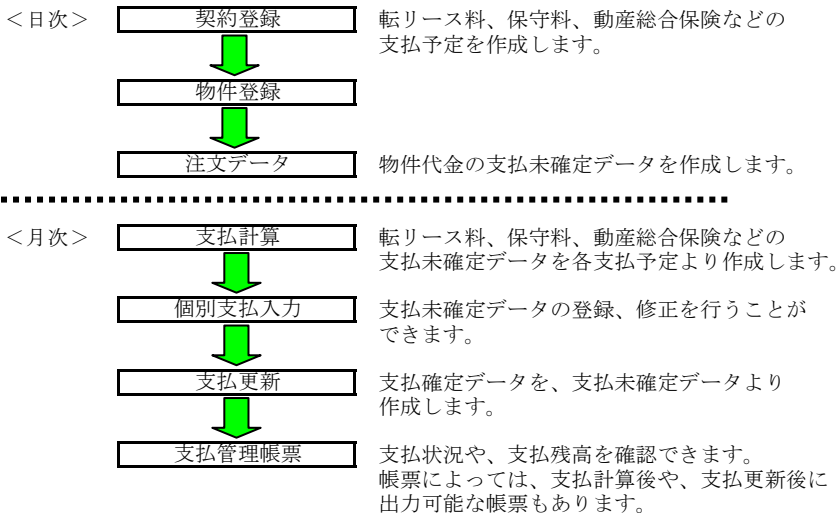 ＜日次＞ 契約登録 転リース料、保守料、動産総合保険などの
支払予定を作成します。
物件登録
注文データ 物件代金の支払未確定データを作成します。
＜月次＞ 支払計算 転リース料、保守料、動産総合保険などの
支払未確定データを各支払予定より作成します。
個別支払入力 支払未確定データの登録、修正を行うことが
できます。
支払更新 支払確定データを、支払未確定データより
作成します。
支払管理帳票 支払状況や、支払残高を確認できます。
帳票によっては、支払計算後や、支払更新後に
出力可能な帳票もあります。